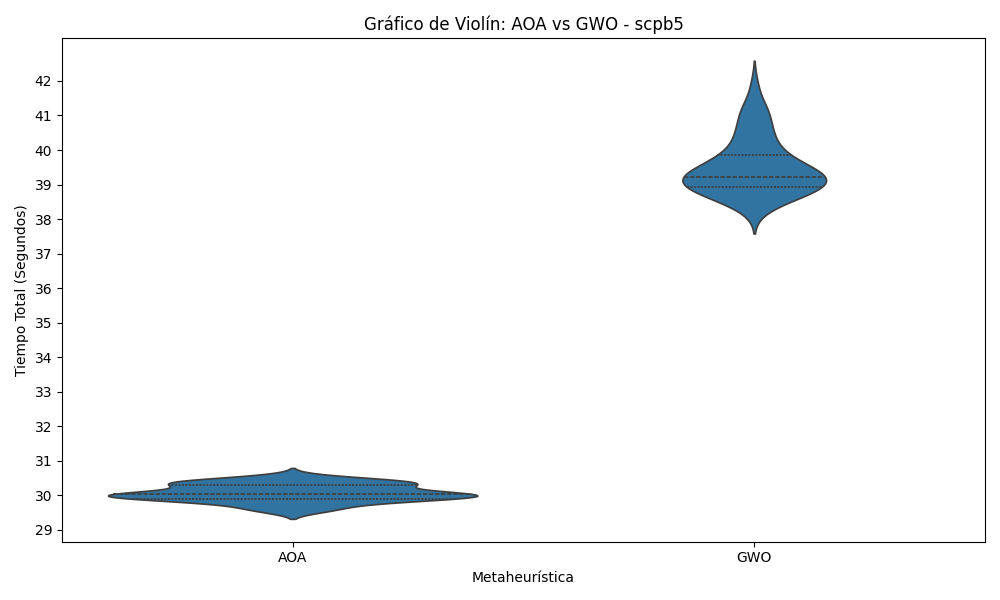 Gráfico de Violín: AOA vs GWO - scpb5
Tiempo Total (Segundos)
42
41
40
39
38
37
36
35
34
33
32
31
30
29
AOA
GWO
Metaheurística